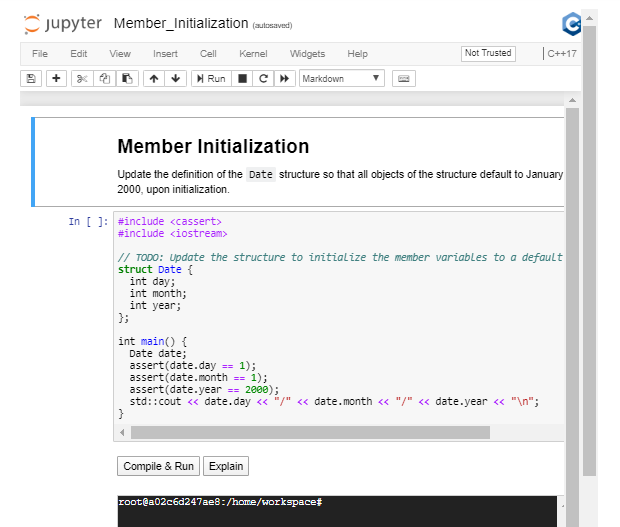 jupyter Member_Initialization (autosaved)
File Edit View Insert Cell Kernel Widgets Help Not Trusted C++17
Run Markdown
Member Initialization
Update the definition of the Date structure so that all objects of the structure default to January
2000, upon initialization.
In [ ]: #include <cassert>
#include <iostream>
// TODO: Update the structure to initialize the member variables to a default
struct Date {
int day;
int month;
int year;
};
int main() {
Date date;
assert(date.day == 1);
assert(date.month == 1);
assert(date.year == 2000);
std::cout << date.day << "/" << date.month << "/" << date.year << "\n";
}
Compile & Run Explain
root@a02c6d247ae8:/home/workspace#